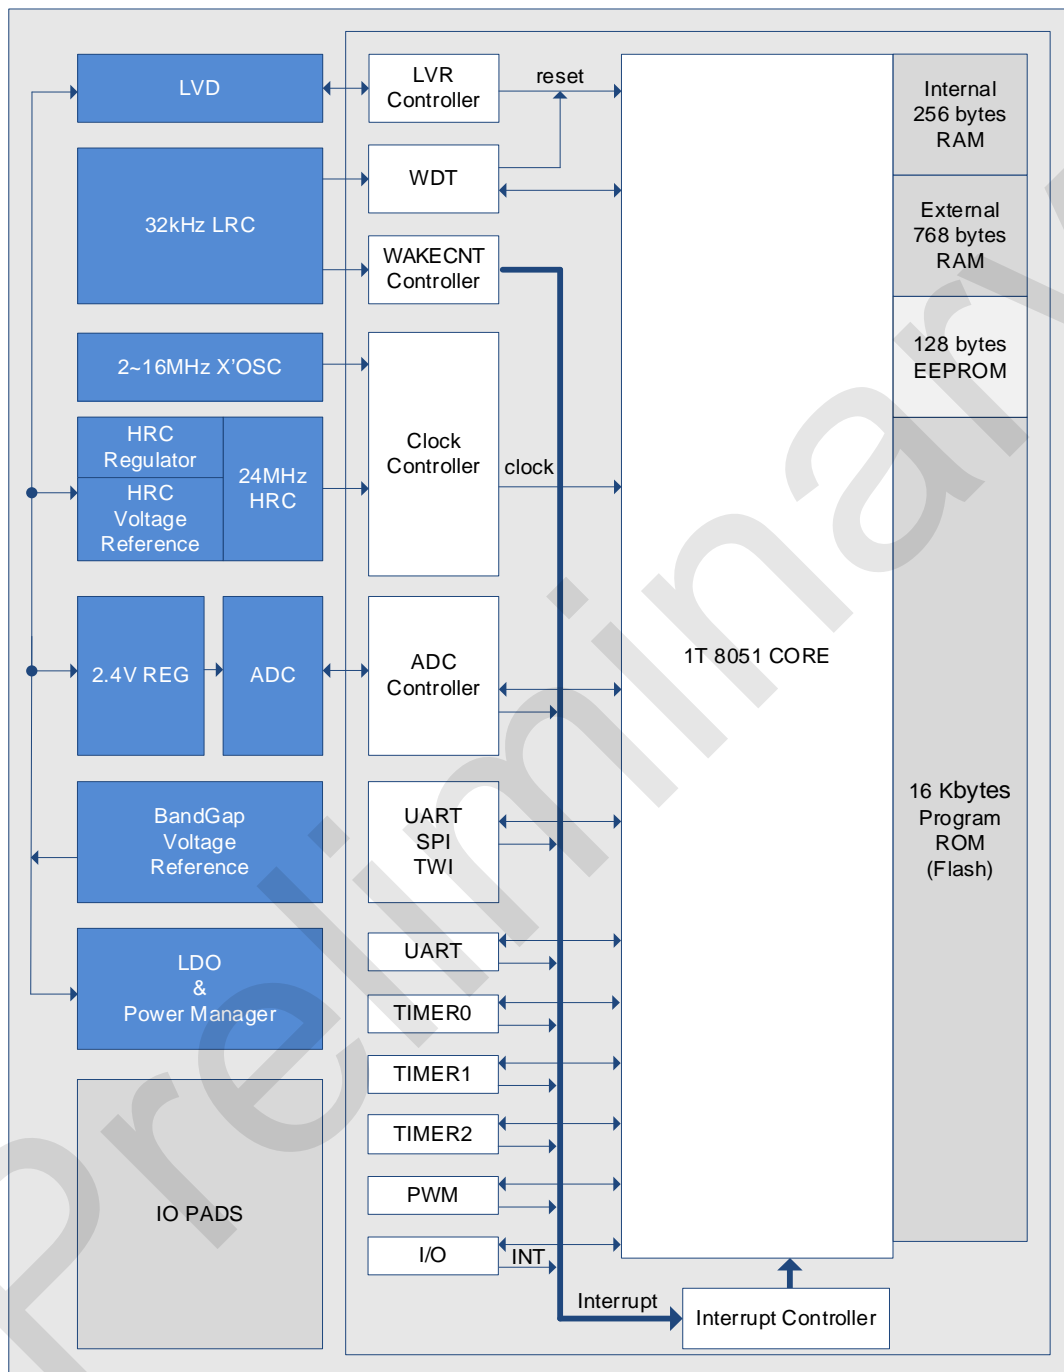 LVD
LVR
Controller
reset
Internal
256 bytes
RAM
32kHz LRC
WDT
External
768 bytes
RAM
WAKECNT
Controller
2~16MHz X'OSC
128 bytes
EEPROM
HRC
Regulator
HRC
Voltage
Reference
24MHz
HRC
Clock
Controller
clock
2.4V REG
ADC
ADC
Controller
1T 8051 CORE
BandGap
Voltage
Reference
UART
SPI
TWI
16 Kbytes
Program
ROM
(Flash)
LDO
&
Power Manager
UART
TIMER0
TIMER1
TIMER2
IO PADS
PWM
I/O
INT
Interrupt
Interrupt Controller
Preliminary